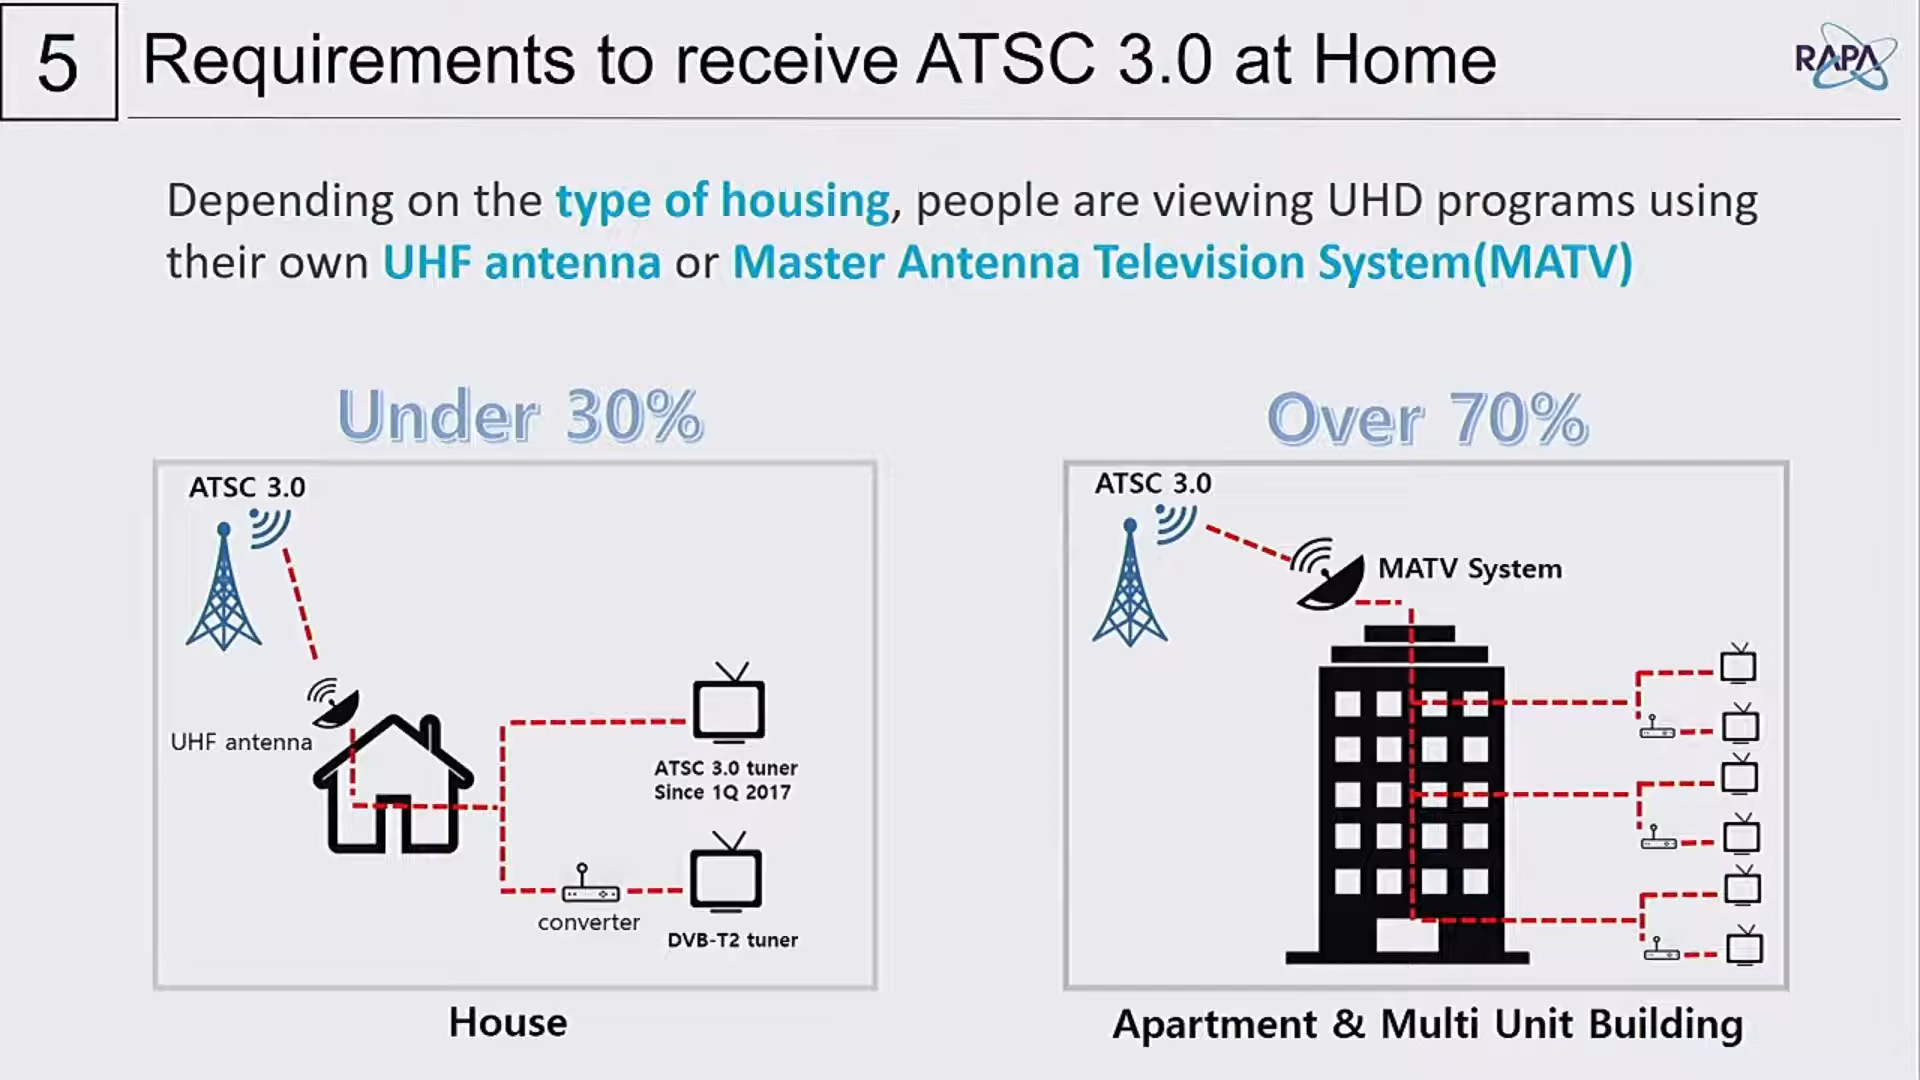 5
Requirements to receive ATSC 3.0 at Home
RAPA
Depending on the type of housing, people are viewing UHD programs using
their own UHF antenna or Master Antenna Television System(MATV)
Under 30%
ATSC 3.0
UHF antenna
ATSC 3.0 tuner
Since 1Q 2017
converter
DVB-T2 tuner
House
Over 70%
ATSC 3.0
MATV System
Apartment & Multi Unit Building